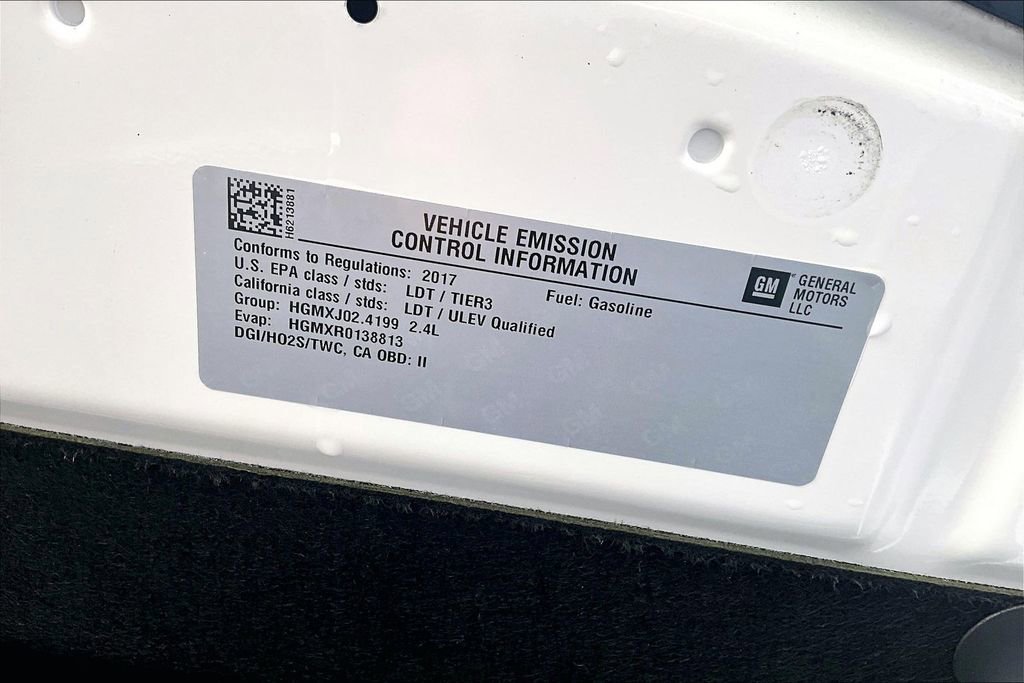 H6213881
VEHICLE EMISSION
CONTROL INFORMATION
GM
GENERAL
MOTORS
LLC
Conforms to Regulations: 2017
Fuel: Gasoline
U.S. EPA class / stds: LDT / TIER3
California class / stds: LDT / ULEV Qualified
Group: HGMXJ02.4199 2.4L
Evap: HGMXR0138813
DGI/HO2S/TWC, CA OBD: II